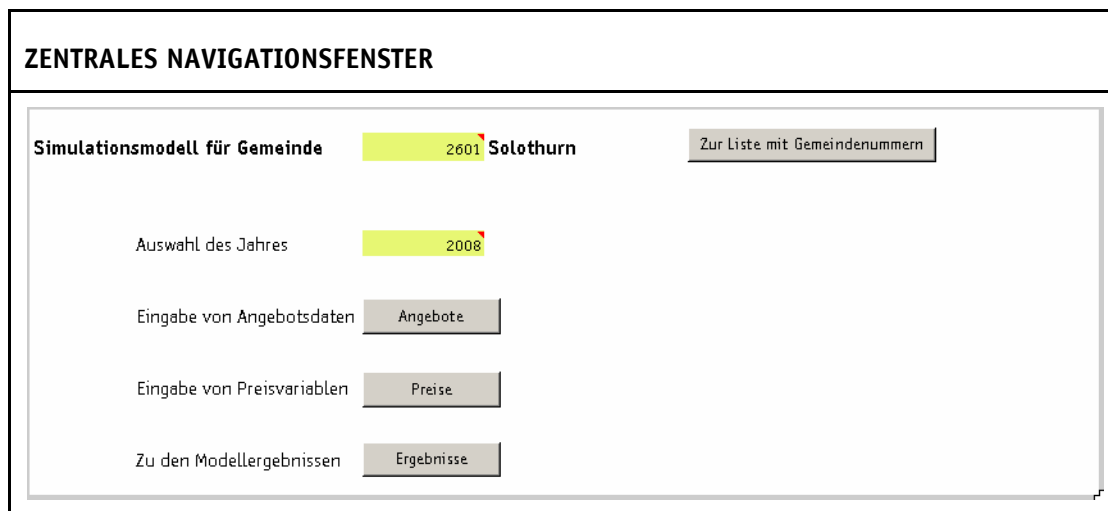 ZENTRALES NAVIGATIONSFENSTER
Simulationsmodell für Gemeinde 2601 Solothurn Zur Liste mit Gemeindenummern
Auswahl des Jahres 2008
Eingabe von Angebotsdaten Angebote
Eingabe von Preisvariablen Preise
Zu den Modellergebnissen Ergebnisse